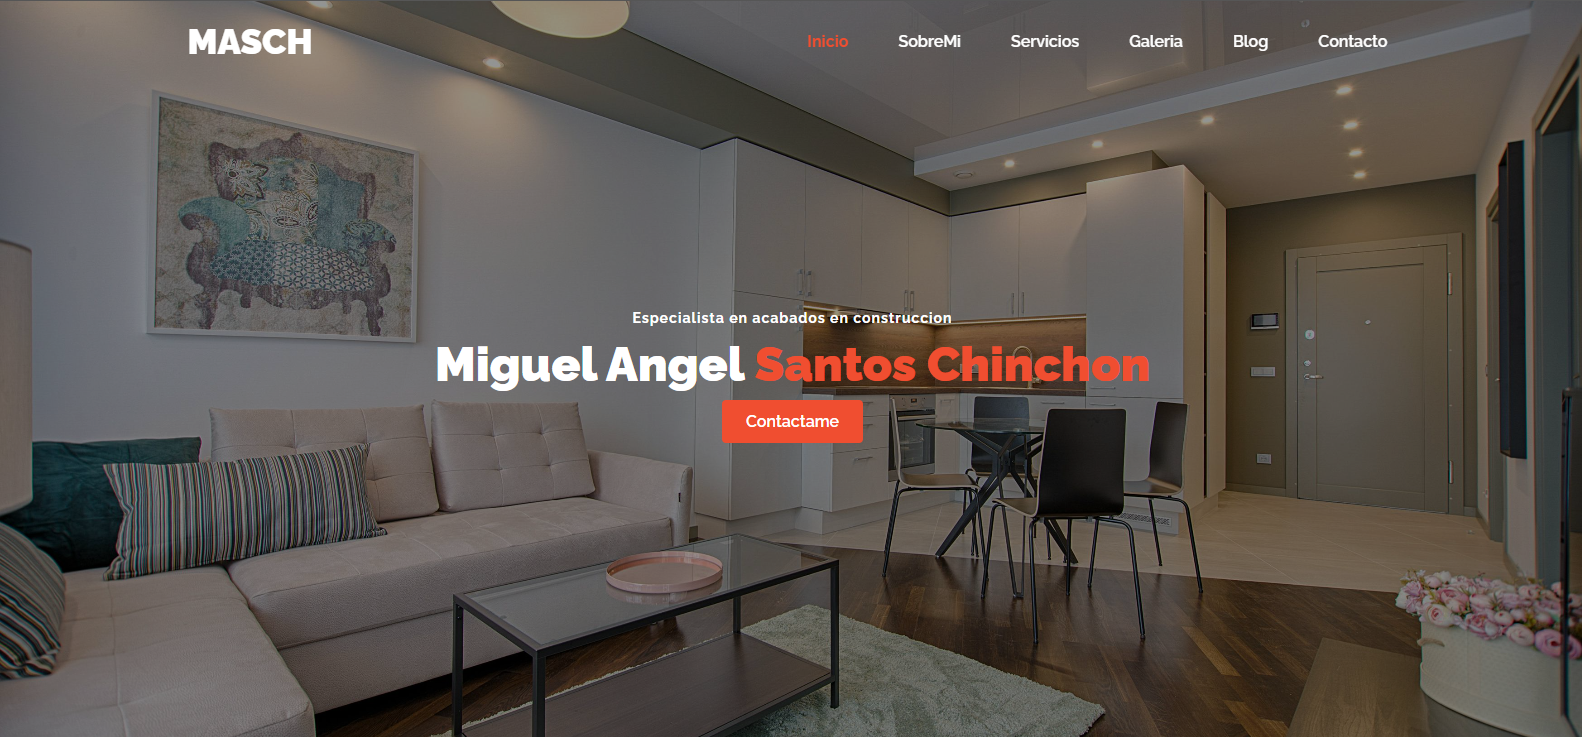 MASCH
Inicio SobreMi Servicios Galeria Blog Contacto
Especialista en acabados en construccion
Miguel Angel Santos Chinchon
Contactame